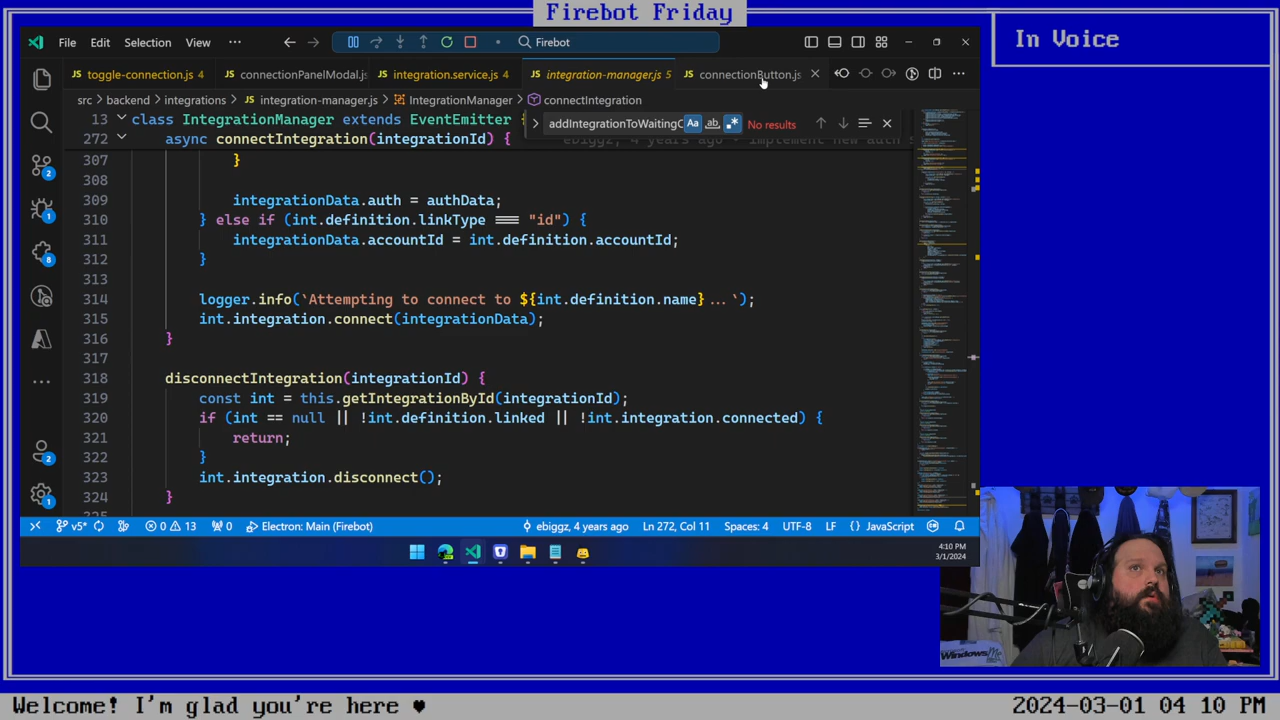 Firebot Friday
In Voice
File Edit Selection View ... Firebot
toggle-connection.js 4 connectionPanelModal.js integration.service.js 4 integration-manager.js 5 connectionButton.js
src > backend > integrations > integration-manager.js > IntegrationManager > connectIntegration
13 class IntegrationManager extends EventEmitter
addIntegrationToWaiting Aa ab No results
72 async connectIntegration(integrationId)
307
308
309 integrationData.auth = authData;
310 else if (int.definition.linkType === "id") {
311 integrationData.accountId = int.definition.accountId;
312 }
314 logger.info(`Attempting to connect ${int.definition.name}...`);
315 int.integration.connect(integrationData);
316 }
317
318 disconnectIntegration(integrationId) {
319 const int = this.getIntegrationById(integrationId);
320 if (int == null || !int.definition.linked || !int.integration.connected) {
321 return;
322 }
323 int.integration.disconnect();
324 }
v5* 0 13 0 Electron: Main (Firebot) ebiggz, 4 years ago Ln 272, Col 11 Spaces: 4 UTF-8 LF {} JavaScript
4:10 PM
3/1/2024
Windows
Welcome! I'm glad you're here ♥ 2024-03-01 04:10 PM